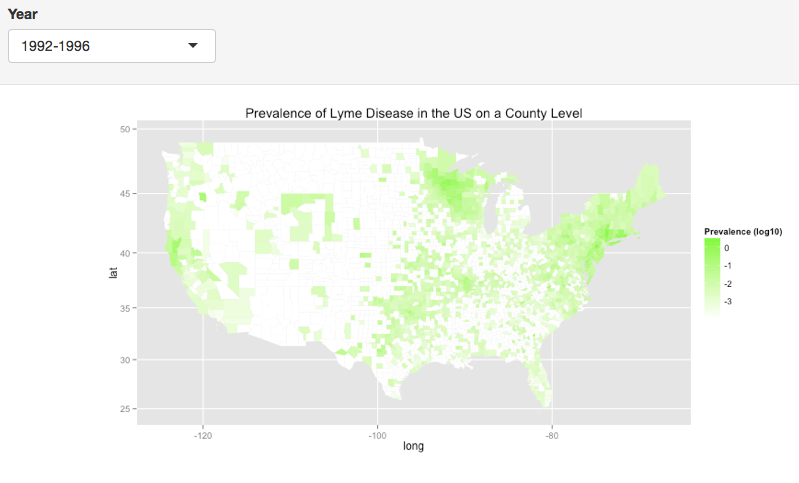 Year
1992-1996
Prevalence of Lyme Disease in the US on a County Level
50
45
40
35
30
25
lat
-120
-100
-80
long
Prevalence (log10)
0
-1
-2
-3